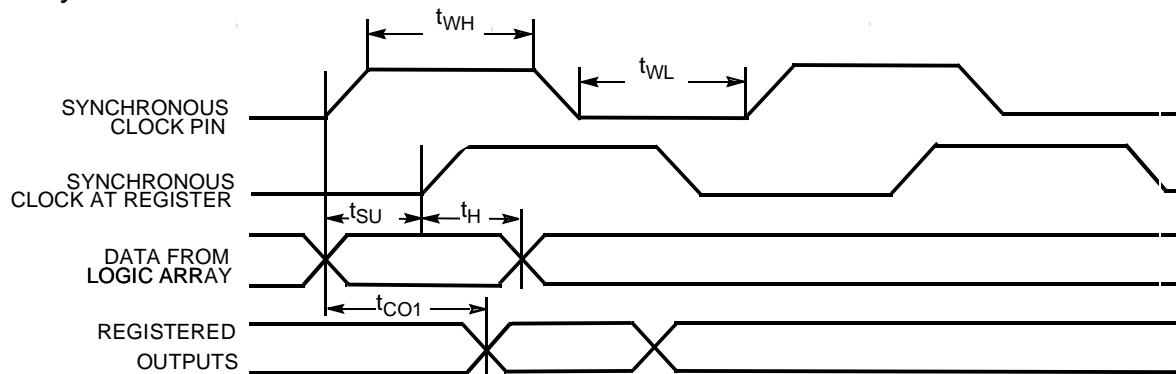 tWH
tWL
SYNCHRONOUS
CLOCK PIN
SYNCHRONOUS
CLOCK AT REGISTER
tSU
tH
DATA FROM
LOGIC ARRAY
tCO1
REGISTERED
OUTPUTS